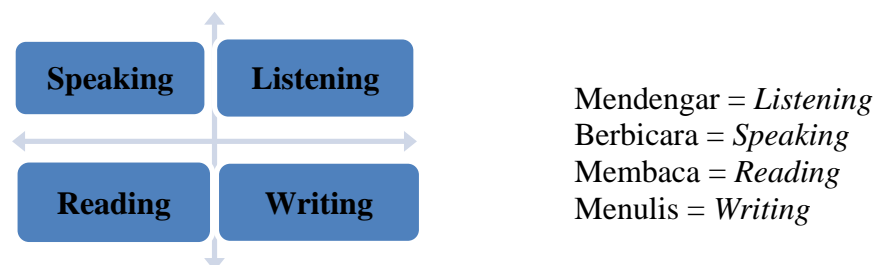 Speaking
Listening
Reading
Writing
Mendengar = Listening
Berbicara = Speaking
Membaca = Reading
Menulis = Writing